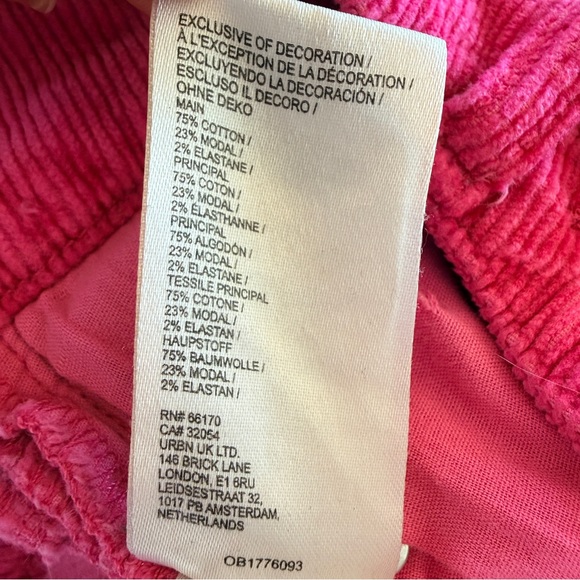 EXCLUSIVE OF DECORATION /
À L'EXCEPTION DE LA DÉCORATION /
EXCLUYENDO LA DECORACIÓN /
ESCLUSO IL DECORO /
OHNE DEKO
MAIN
75% COTTON /
23% MODAL /
2% ELASTANE /
PRINCIPAL
75% COTON /
23% MODAL /
2% ÉLASTHANNE /
PRINCIPAL
75% ALGODÓN /
23% MODAL /
2% ELASTANE /
TESSILE PRINCIPAL
75% COTONE /
23% MODAL /
2% ELASTAN /
HAUPSTOFF
75% BAUMWOLLE /
23% MODAL /
2% ELASTAN /
RN# 66170
CA# 32054
URBN UK LTD.
146 BRICK LANE
LONDON, E1 6RU
LEIDSESTRAAT 32,
1017 PB AMSTERDAM,
NETHERLANDS
OB1776093